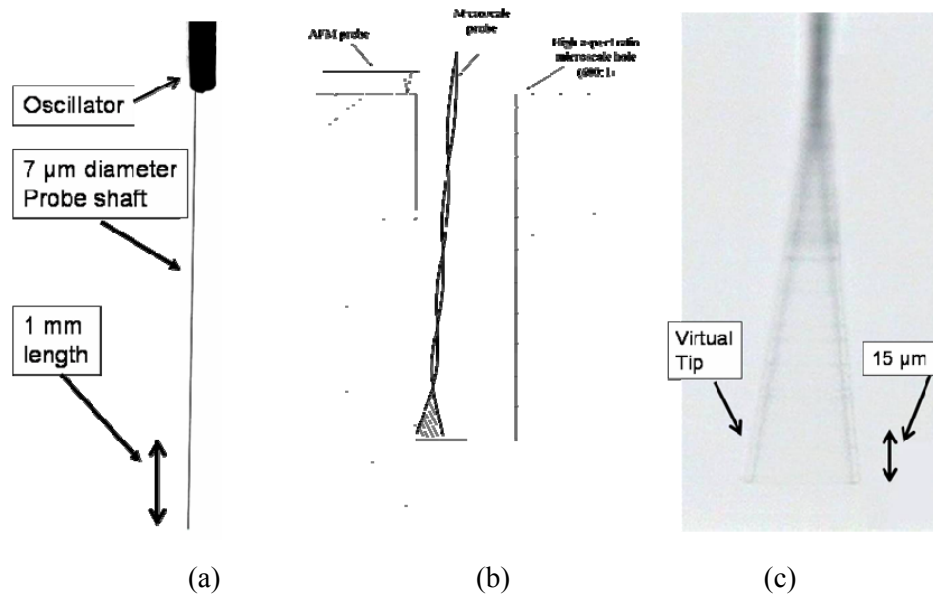 Oscillator
7 µm diameter
Probe shaft
1 mm
length
(a)
AFM probe
probe
High aspect ratio
microscale hole
(b)
Virtual
Tip
15 µm
(c)